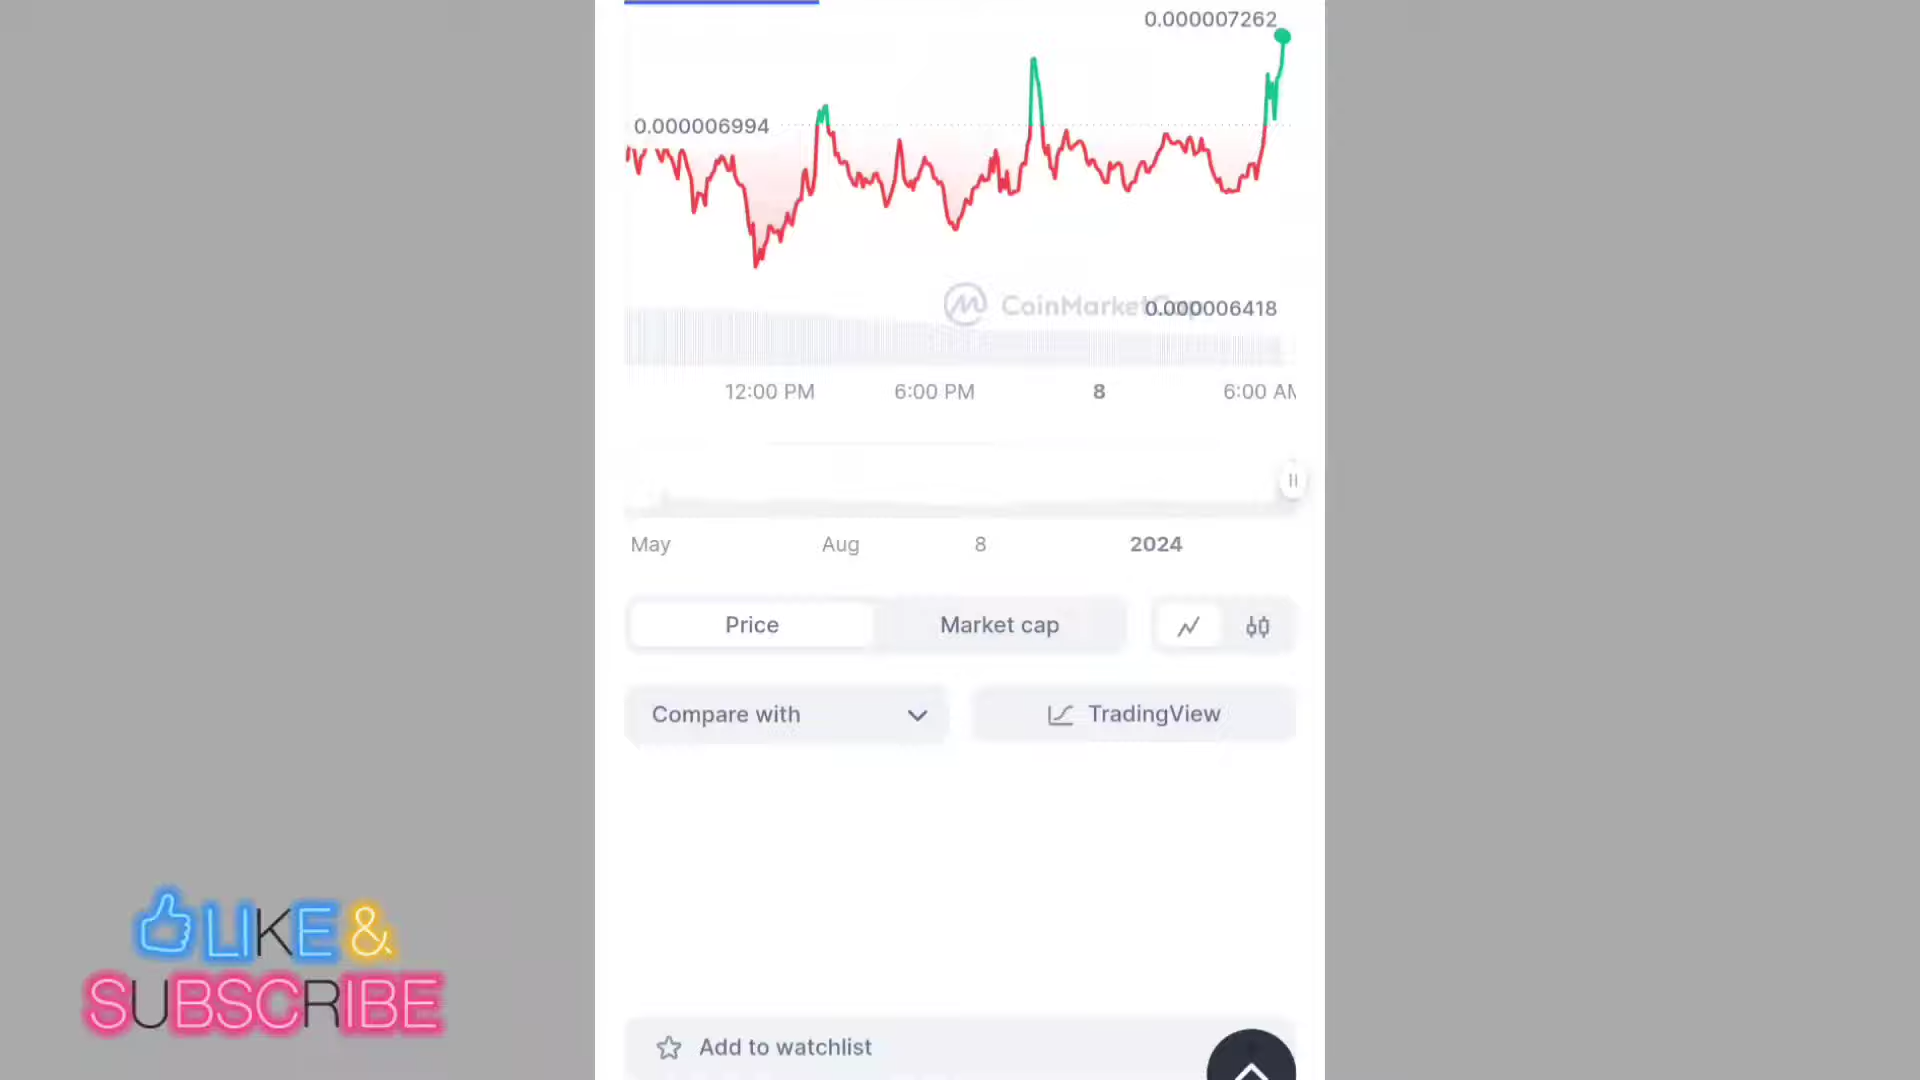 0.000007262
0.000006994
CoinMarketCap
0.000006418
12:00 PM 6:00 PM 8 6:00 AM
May Aug 8 2024
Price Market cap
Compare with TradingView
LIKE &
SUBSCRIBE
Add to watchlist